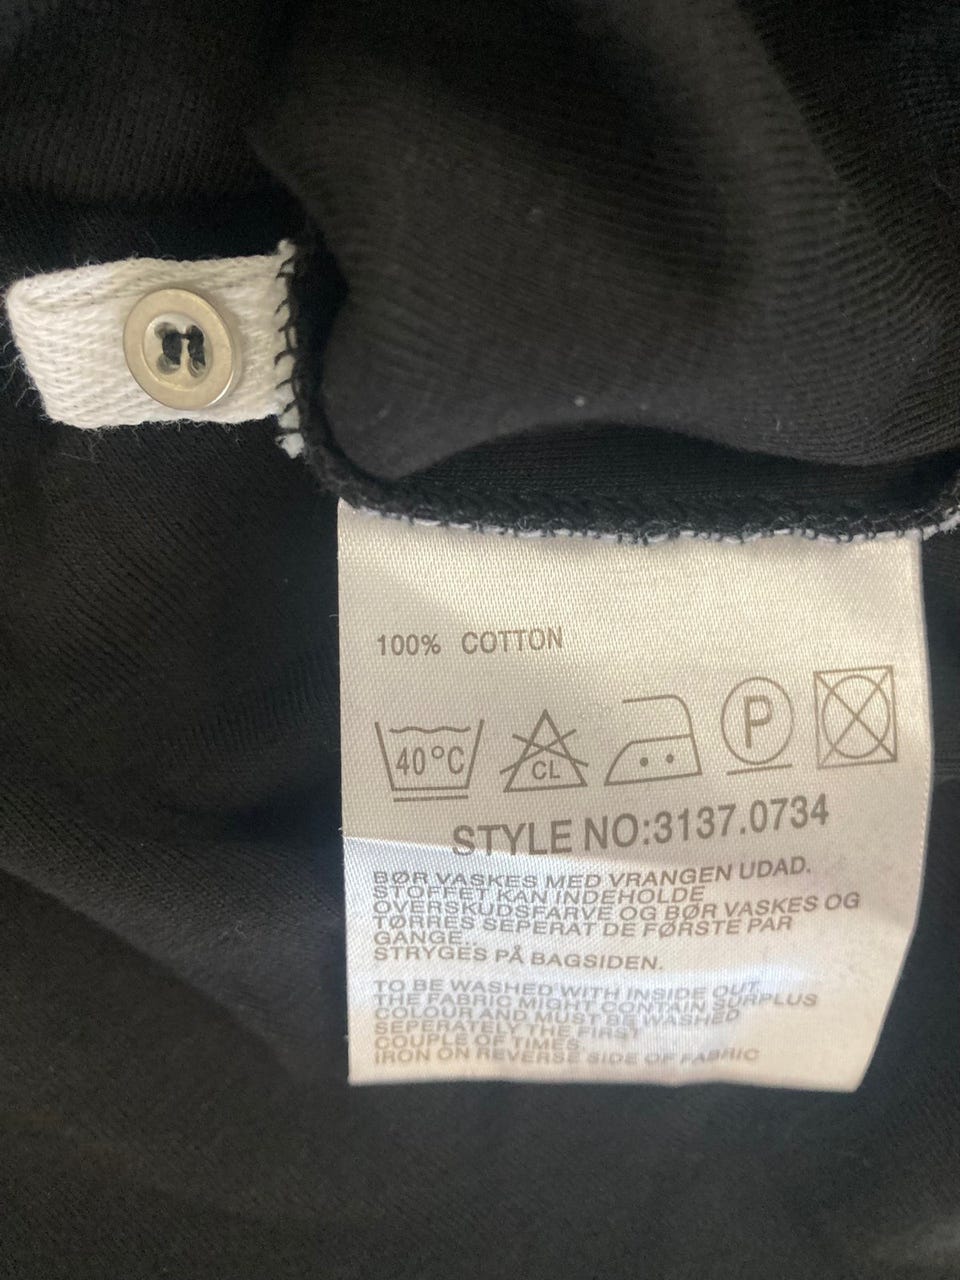 100% COTTON
40°C CL P
STYLE NO:3137.0734
BØR VASKES MED VRANGEN UDAD.
STOFFET KAN INDEHOLDE
OVERSKUDSFARVE OG BØR VASKES OG
TØRRES SEPERAT DE FØRSTE PAR
GANGE.
STRYGES PÅ BAGSIDEN.
TO BE WASHED WITH INSIDE OUT
THE FABRIC MIGHT CONTAIN SURPLUS
COLOUR AND MUST BE WASHED
SEPERATELY THE FIRST
COUPLE OF TIMES.
IRON ON REVERSE SIDE OF FABRIC